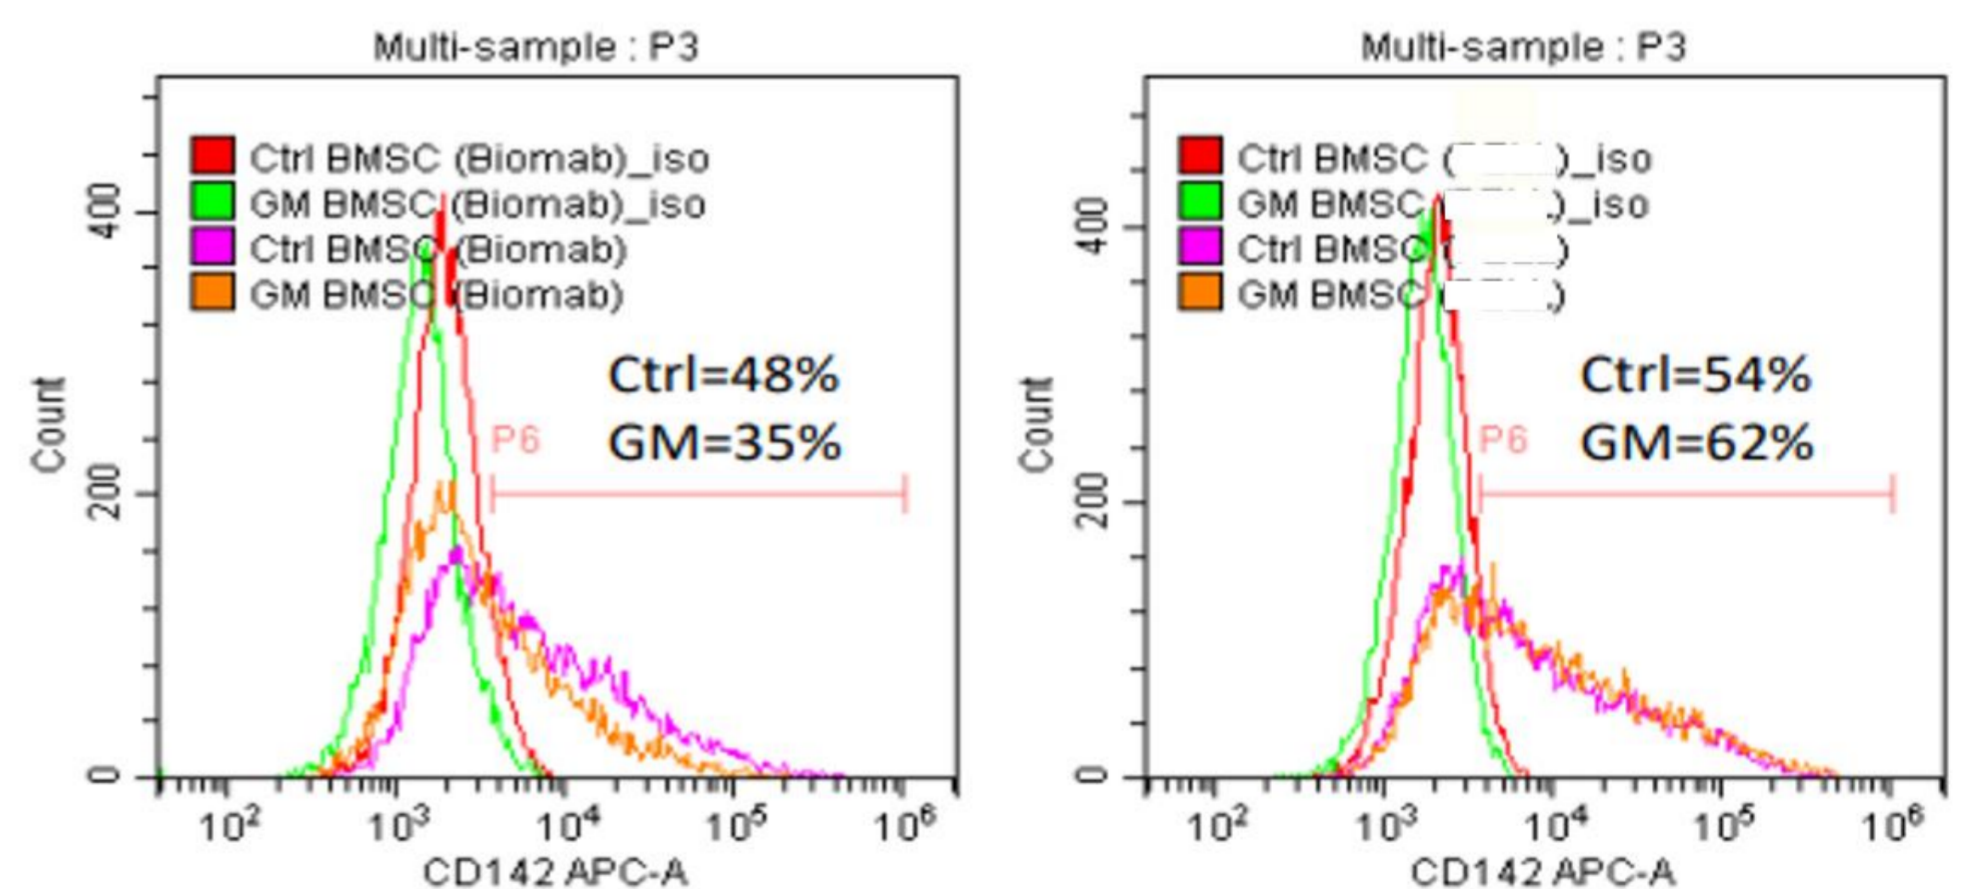 Multi-sample : P3
Ctrl BMSC (Biomab)_iso
GM BMSC (Biomab)_iso
Ctrl BMSC (Biomab)
GM BMSC (Biomab)
Ctrl=48%
GM=35%
P6
Count
400
200
0
10² 10³ 10⁴ 10⁵ 10⁶
CD142 APC-A
Multi-sample : P3
Ctrl BMSC ( )_iso
GM BMSC )_iso
Ctrl BMSC ( )
GM BMSC )
Ctrl=54%
GM=62%
P6
Count
400
200
0
10² 10³ 10⁴ 10⁵ 10⁶
CD142 APC-A